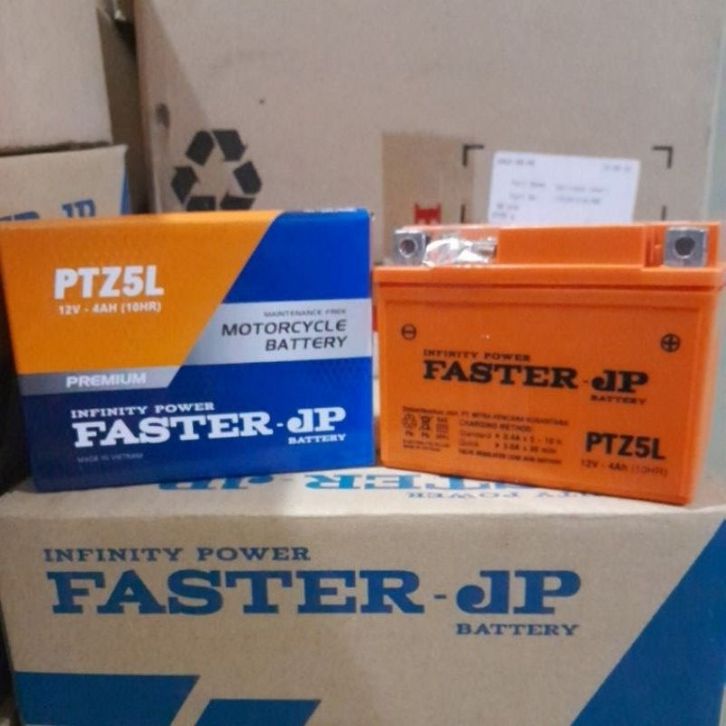 JP
PTZ5L
12V - 4AH (10HR)
MAINTENANCE FREE
MOTORCYCLE
BATTERY
PREMIUM
INFINITY POWER
FASTER-JP
BATTERY
MADE IN VIETNAM
INFINITY POWER
FASTER-JP
BATTERY
CHARGING METHOD
PTZ5L
12V - 4Ah (10HR)
INFINITY POWER
FASTER-JP
BATTERY